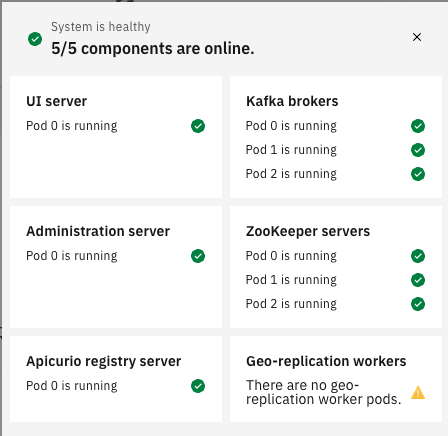 System is healthy
5/5 components are online.
UI server
Pod 0 is running
Kafka brokers
Pod 0 is running
Pod 1 is running
Pod 2 is running
Administration server
Pod 0 is running
ZooKeeper servers
Pod 0 is running
Pod 1 is running
Pod 2 is running
Apicurio registry server
Pod 0 is running
Geo-replication workers
There are no geo-
replication worker pods.